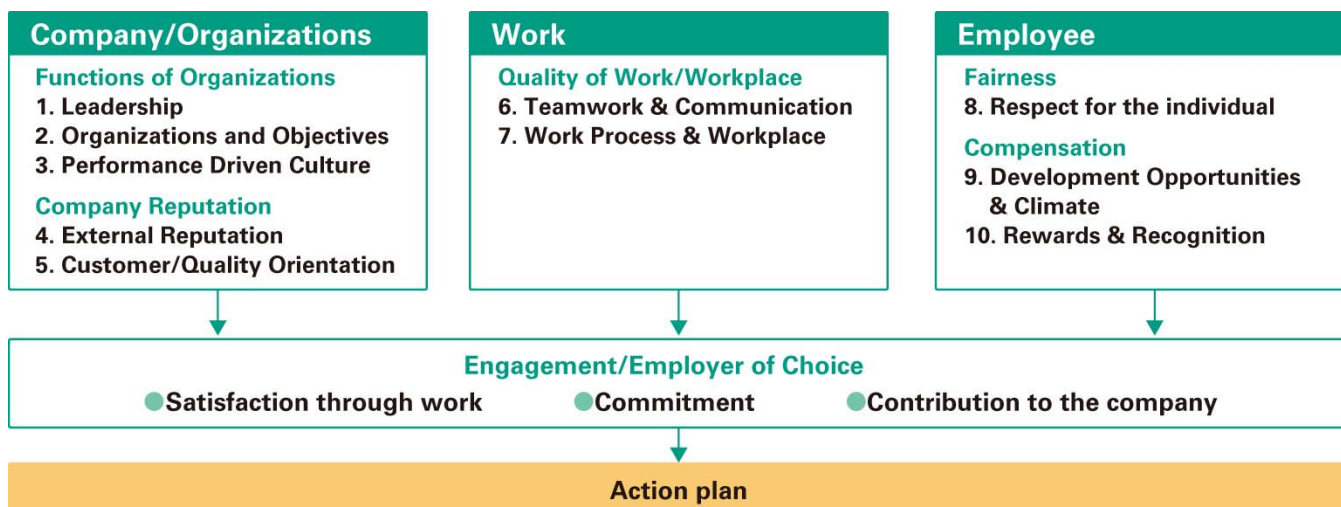 Company/Organizations
Functions of Organizations
1. Leadership
2. Organizations and Objectives
3. Performance Driven Culture
Company Reputation
4. External Reputation
5. Customer/Quality Orientation
Work
Quality of Work/Workplace
6. Teamwork & Communication
7. Work Process & Workplace
Employee
Fairness
8. Respect for the individual
Compensation
9. Development Opportunities
& Climate
10. Rewards & Recognition
Engagement/Employer of Choice
●Satisfaction through work ●Commitment ●Contribution to the company
Action plan